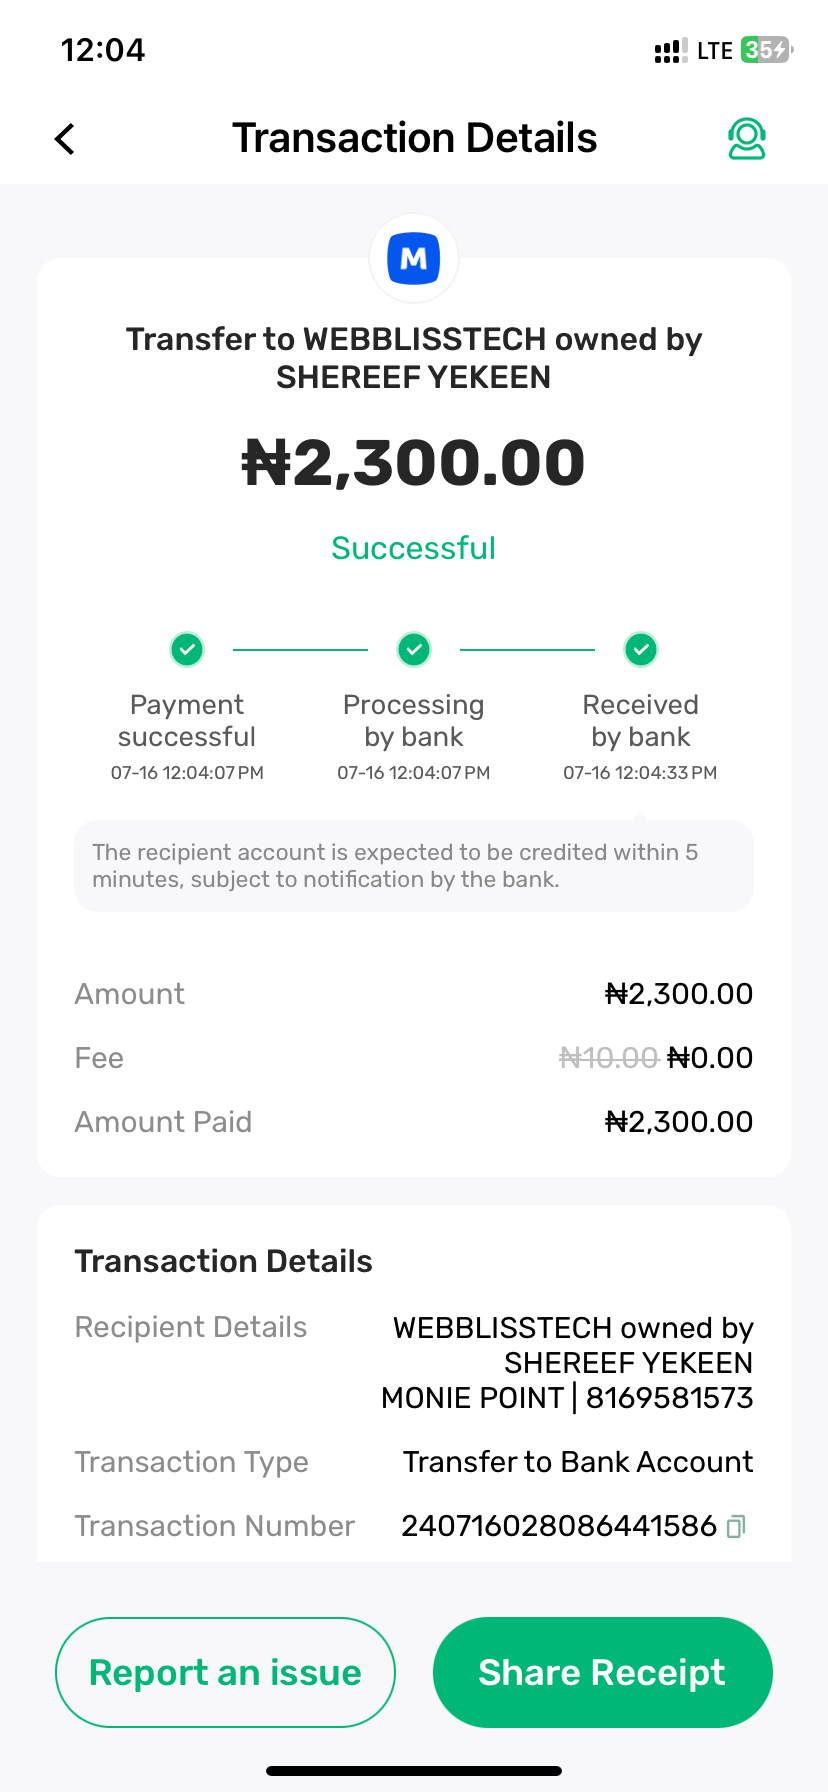 12:04
LTE 35
Transaction Details
M
Transfer to WEBBLISSTECH owned by
SHEREEF YEKEEN
₦2,300.00
Successful
Payment successful
Processing by bank
Received by bank
07-16 12:04:07 PM
07-16 12:04:07 PM
07-16 12:04:33 PM
The recipient account is expected to be credited within 5
minutes, subject to notification by the bank.
Amount ₦2,300.00
Fee ₦10.00 ₦0.00
Amount Paid ₦2,300.00
Transaction Details
Recipient Details WEBBLISSTECH owned by
SHEREEF YEKEEN
MONIE POINT | 8169581573
Transaction Type Transfer to Bank Account
Transaction Number 240716028086441586
Report an issue
Share Receipt